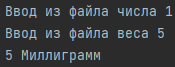 Ввод из файла числа 1
Ввод из файла веса 5
5 Миллиграмм